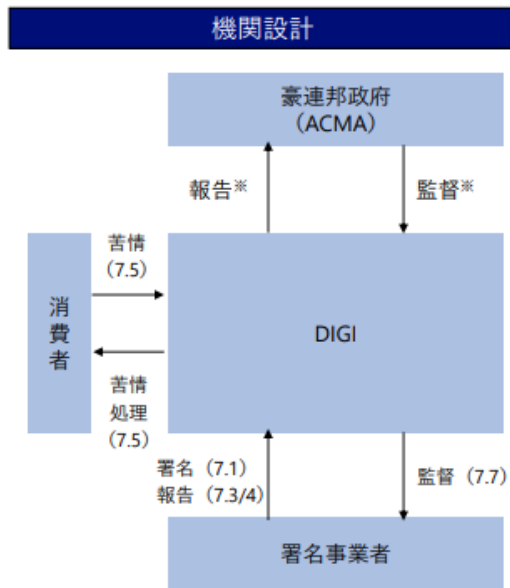 機関設計
豪連邦政府
（ACMA）
報告※
監督※
苦情
（7.5）
消
費
者
DIGI
苦情
処理
（7.5）
署名（7.1）
報告（7.3/4）
監督（7.7）
署名事業者